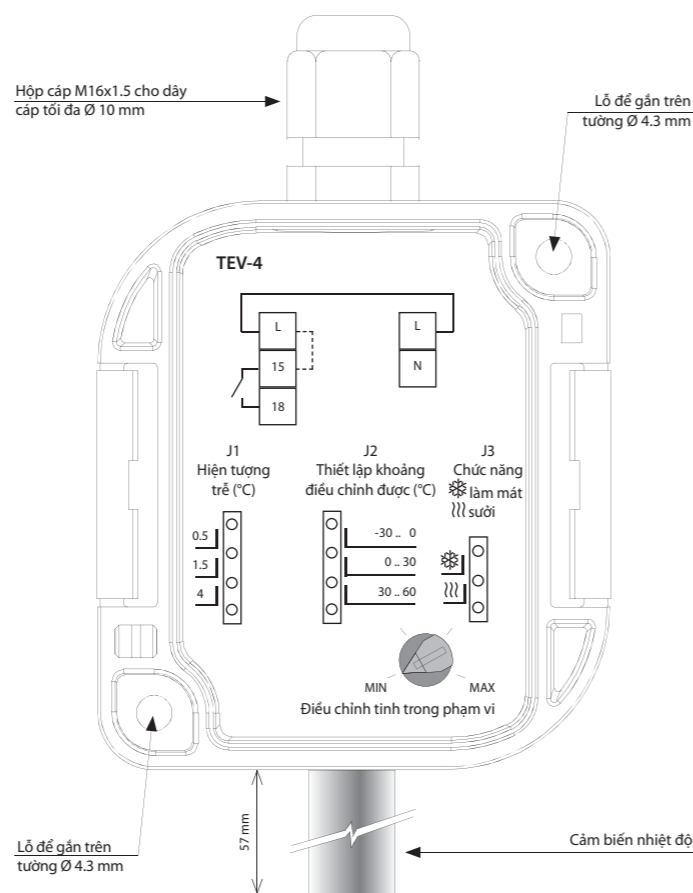 Hộp cáp M16x1.5 cho dây
cáp tối đa Ø 10 mm
Lỗ để gắn trên
tường Ø 4.3 mm
TEV-4
L
15
18
L
N
J1
Hiện tượng
trễ (°C)
0.5
1.5
4
J2
Thiết lập khoảng
điều chỉnh được (°C)
-30 .. 0
0 .. 30
30 .. 60
J3
Chức năng
làm mát
sưởi
MIN
MAX
Điều chỉnh tinh trong phạm vi
57 mm
Lỗ để gắn trên
tường Ø 4.3 mm
Cảm biến nhiệt độ